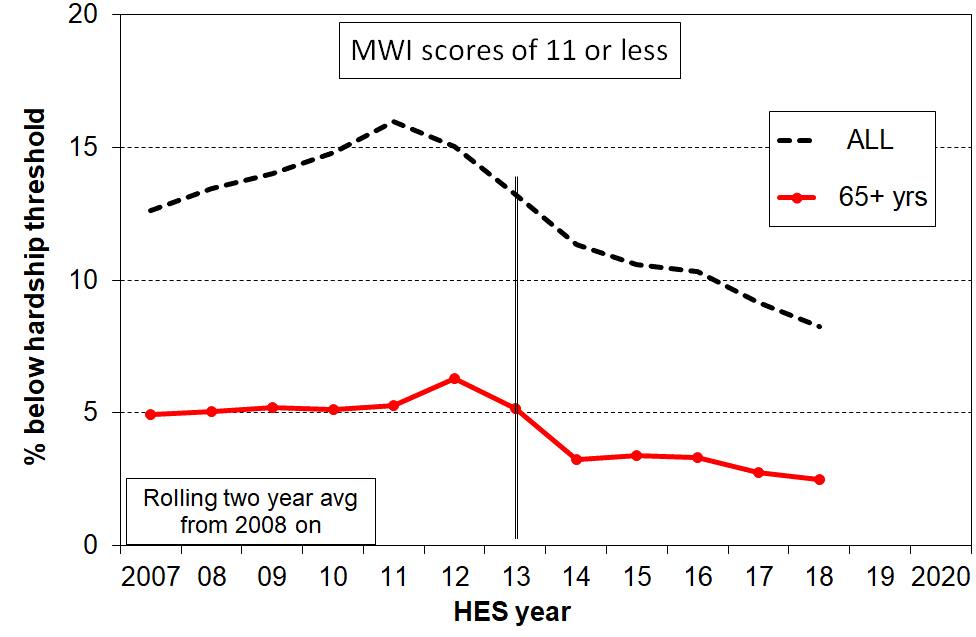 MWI scores of 11 or less
ALL
65+ yrs
% below hardship threshold
20
15
10
5
0
Rolling two year avg
from 2008 on
2007 08 09 10 11 12 13 14 15 16 17 18 19 2020
HES year